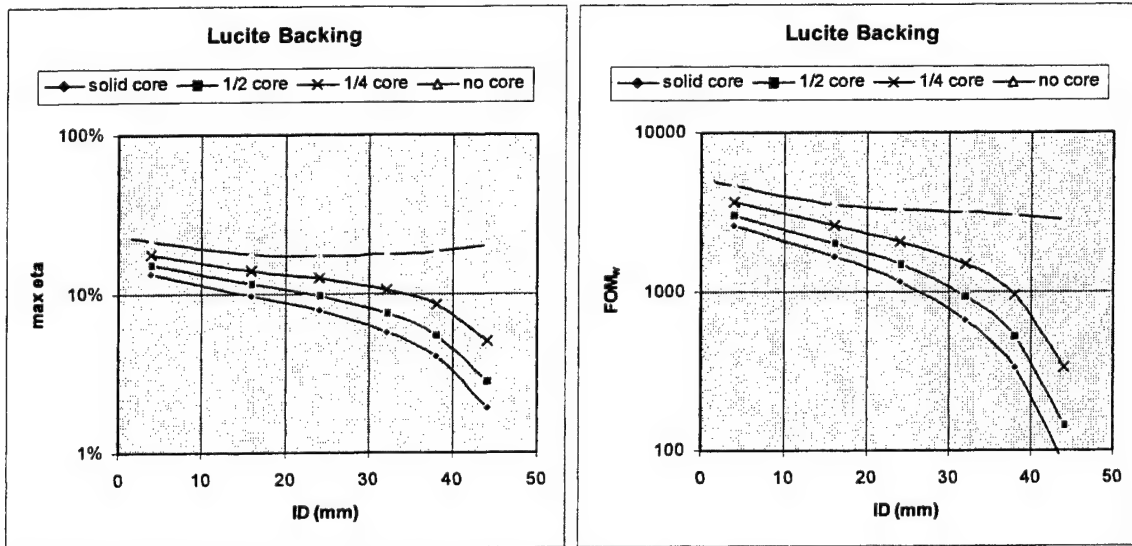 Lucite Backing
solid core 1/2 core 1/4 core no core
100%
10%
1%
max eta
0 10 20 30 40 50
ID (mm)
Lucite Backing
solid core 1/2 core 1/4 core no core
10000
1000
100
FOMw
0 10 20 30 40 50
ID (mm)